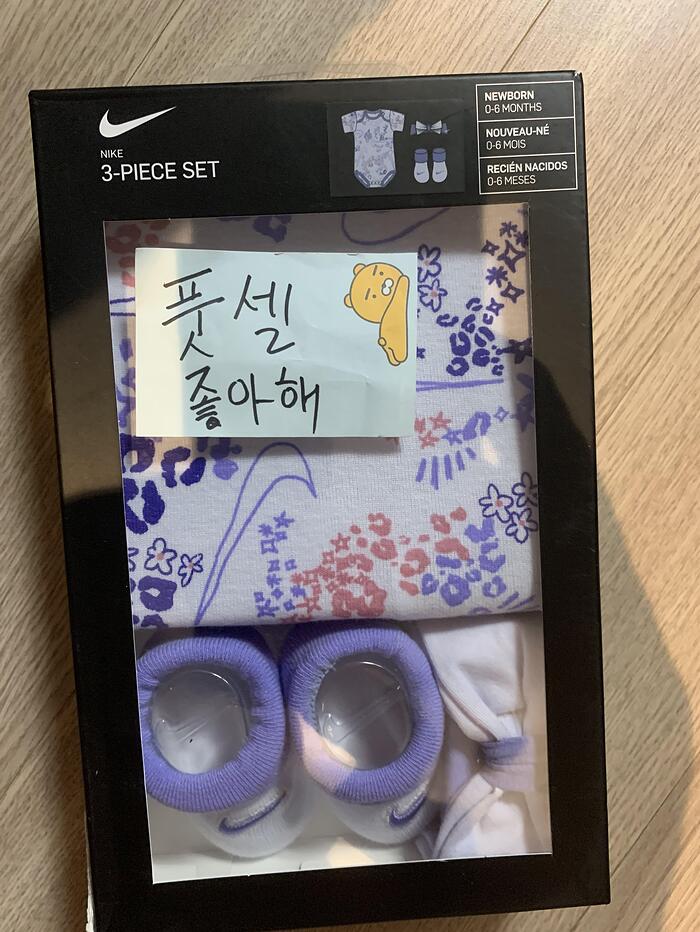 NIKE
3-PIECE SET
NEWBORN
0-6 MONTHS
NOUVEAU-NÉ
0-6 MOIS
RECIÉN NACIDOS
0-6 MESES
풋셀
좋아해